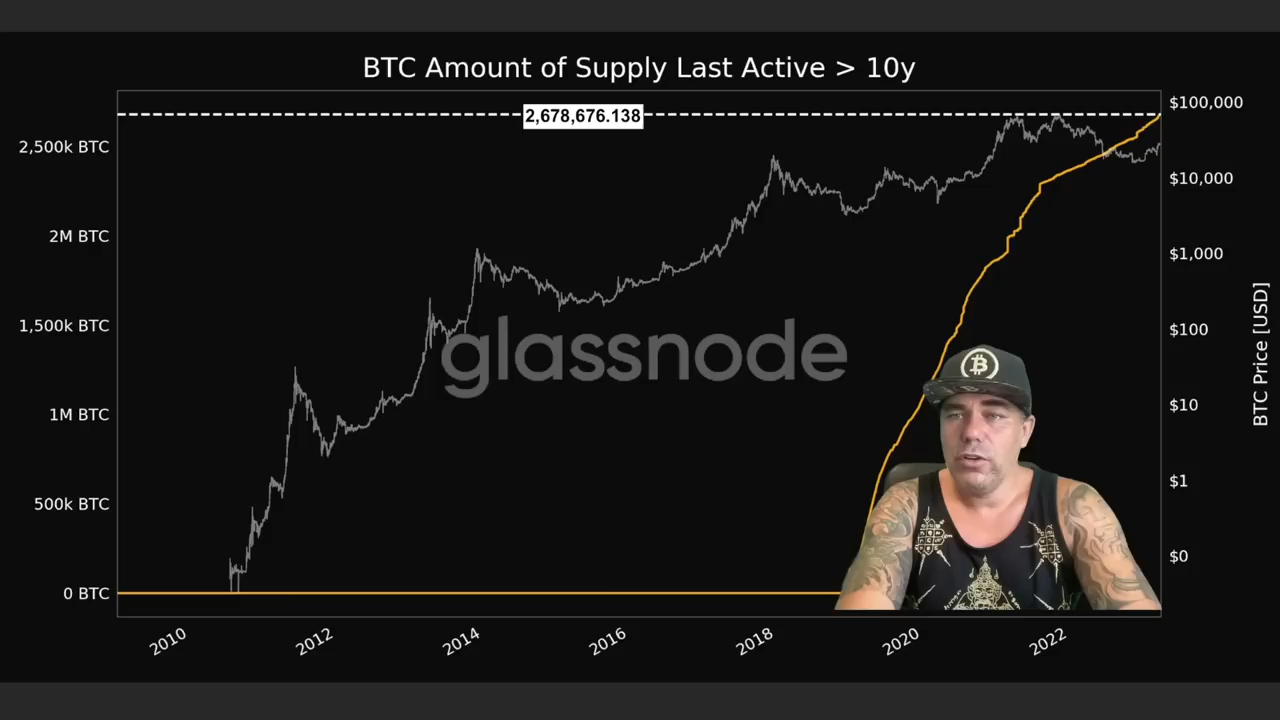 BTC Amount of Supply Last Active > 10y
2,678,676.138
2,500k BTC
2M BTC
1,500k BTC
1M BTC
500k BTC
0 BTC
$100,000
$10,000
$1,000
$100
$10
$1
$0
BTC Price [USD]
glassnode
2010
2012
2014
2016
2018
2020
2022